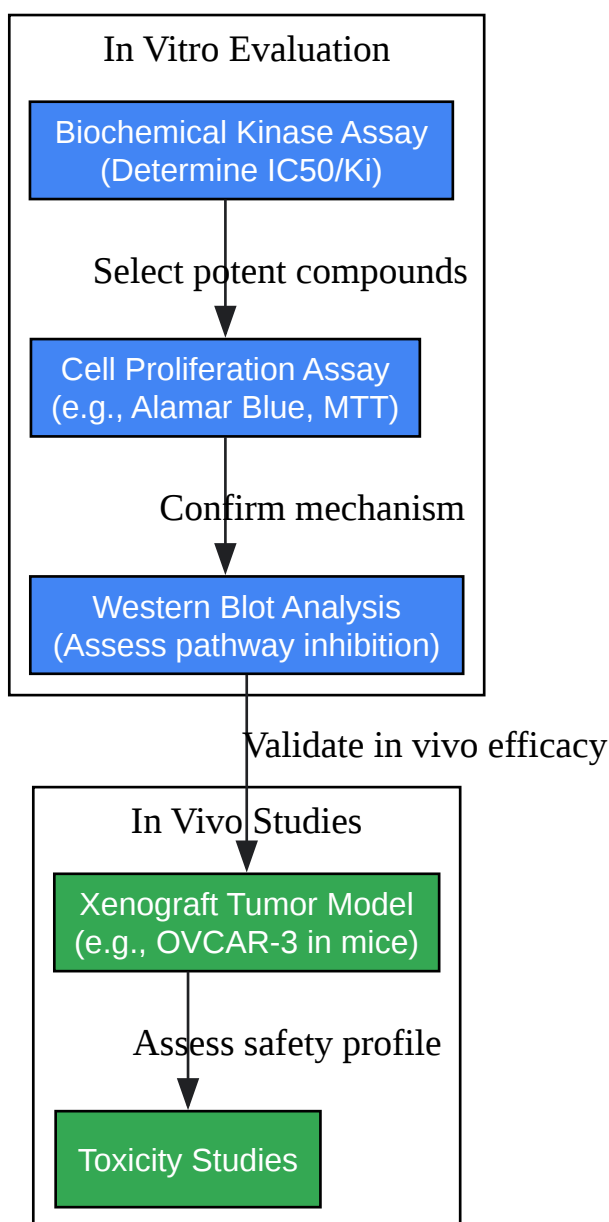 In Vitro Evaluation
Biochemical Kinase Assay
(Determine IC50/Ki)
Select potent compounds
Cell Proliferation Assay
(e.g., Alamar Blue, MTT)
Confirm mechanism
Western Blot Analysis
(Assess pathway inhibition)
Validate in vivo efficacy
In Vivo Studies
Xenograft Tumor Model
(e.g., OVCAR-3 in mice)
Assess safety profile
Toxicity Studies